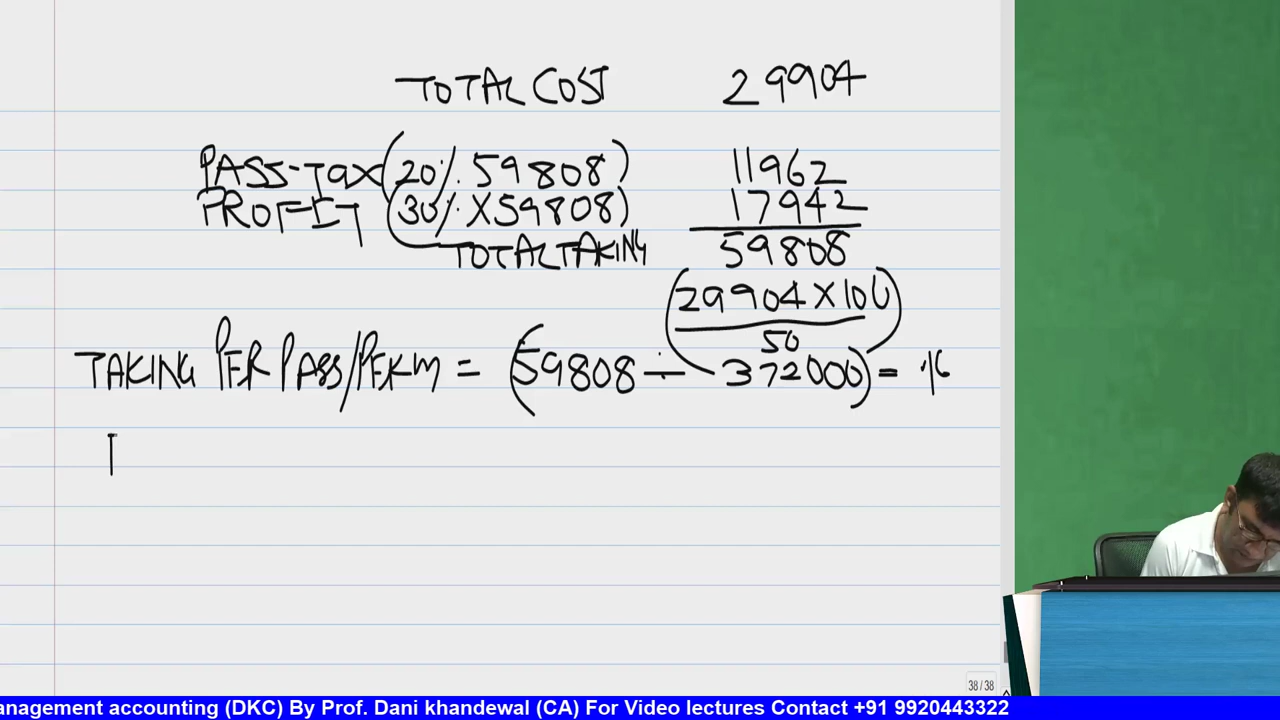 TOTAL COST 29904
PASS-TAX (20% 59808) 11962
PROFIT (30% X 59808) 17942
TOTAL TAKING 59808
(29904 X 100
50)
TAKING PER PASS/PER KM = (59808 ÷ 372000) = .16
38 / 38
anagement accounting (DKC) By Prof. Dani khandewal (CA) For Video lectures Contact +91 9920443322